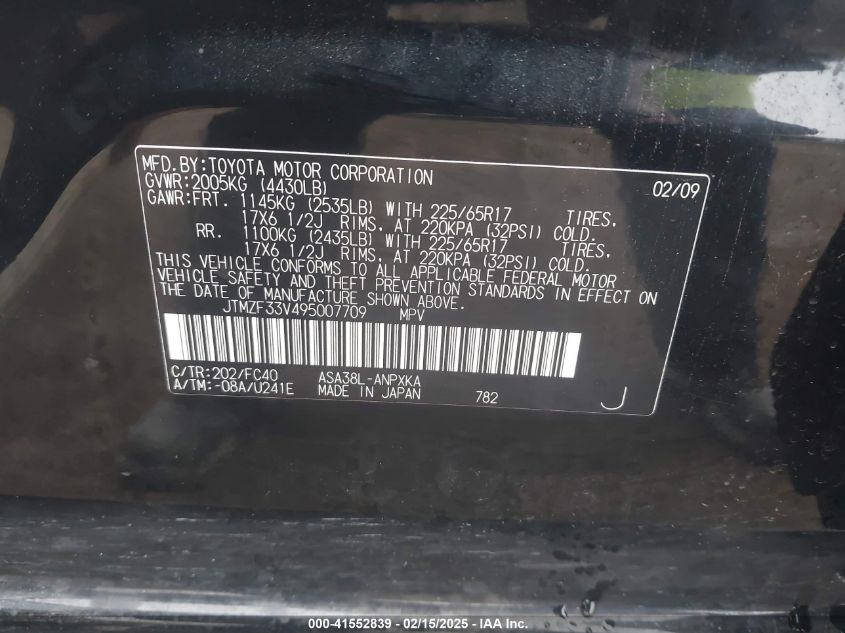 MFD.BY:TOYOTA MOTOR CORPORATION 02/09
GVWR:2005KG (4430LB)
GAWR:FRT. 1145KG (2535LB) WITH 225/65R17 TIRES,
17X6 1/2J RIMS, AT 220KPA (32PSI) COLD.
RR. 1100KG (2435LB) WITH 225/65R17 TIRES,
17X6 1/2J RIMS, AT 220KPA (32PSI) COLD.
THIS VEHICLE CONFORMS TO ALL APPLICABLE FEDERAL MOTOR
VEHICLE SAFETY AND THEFT PREVENTION STANDARDS IN EFFECT ON
THE DATE OF MANUFACTURE SHOWN ABOVE.
JTMZF33V495007709 MPV
C/TR:202/FC40 ASA38L-ANPXKA
A/TM:-08A/U241E MADE IN JAPAN 782 J
000-41552839 - 02/15/2025 - IAA Inc.